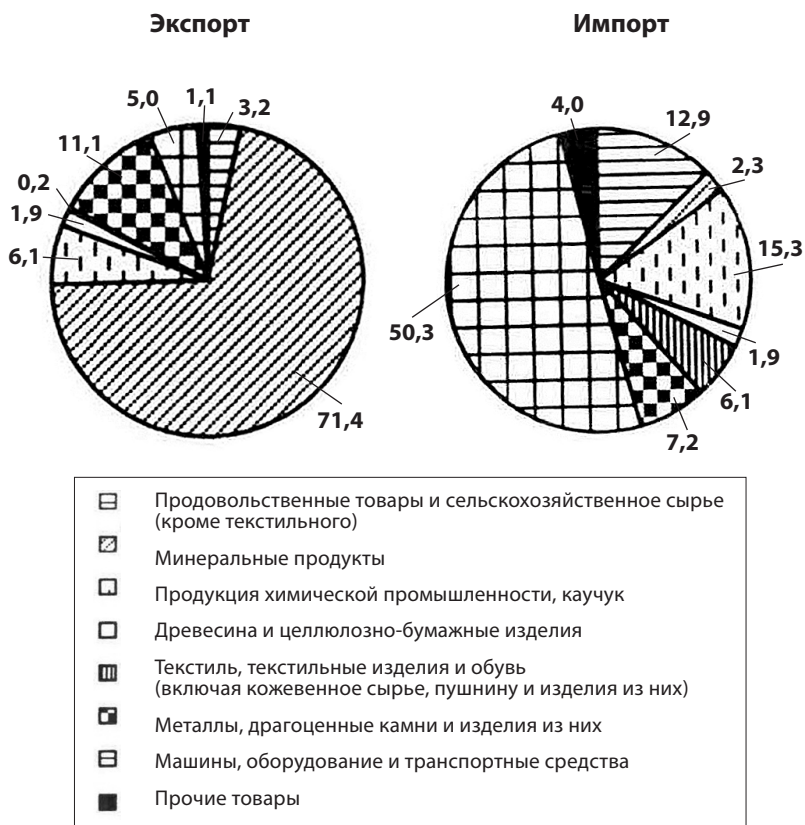 Экспорт
Импорт
5,0
1,1
3,2
11,1
0,2
1,9
6,1
71,4
4,0
12,9
2,3
15,3
50,3
1,9
6,1
7,2
Продовольственные товары и сельскохозяйственное сырье
(кроме текстильного)
Минеральные продукты
Продукция химической промышленности, каучук
Древесина и целлюлозно-бумажные изделия
Текстиль, текстильные изделия и обувь
(включая кожевенное сырье, пушнину и изделия из них)
Металлы, драгоценные камни и изделия из них
Машины, оборудование и транспортные средства
Прочие товары